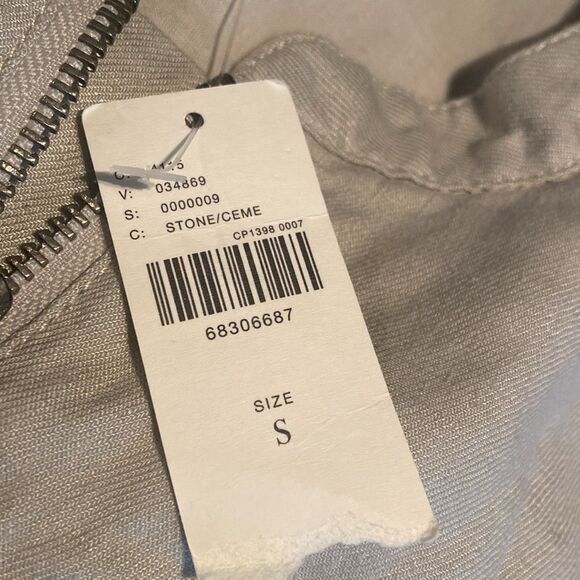 V: 034869
S: 0000009
C: STONE/CEME
CP1398 0007
68306687
SIZE
S